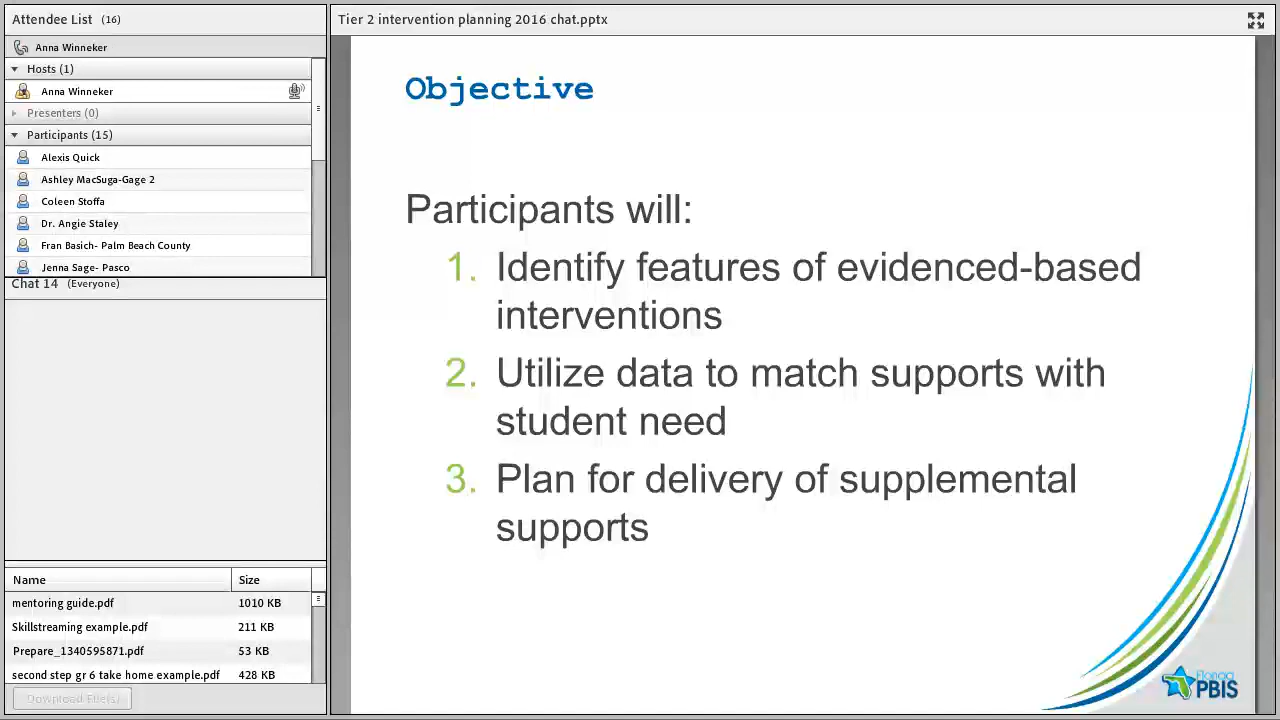 Attendee List (16)
Anna Winneker
Hosts (1)
Anna Winneker
Presenters (0)
Participants (15)
Alexis Quick
Ashley MacSuga-Gage 2
Coleen Stoffa
Dr. Angie Staley
Fran Basich- Palm Beach County
Jenna Sage- Pasco
Chat 14 (Everyone)
Name Size
mentoring guide.pdf 1010 KB
Skillstreaming example.pdf 211 KB
Prepare_1340595871.pdf 53 KB
second step gr 6 take home example.pdf 428 KB
Download File(s)
Tier 2 intervention planning 2016 chat.pptx
Objective
Participants will:
1. Identify features of evidenced-based
interventions
2. Utilize data to match supports with
student need
3. Plan for delivery of supplemental
supports
Florida
PBIS